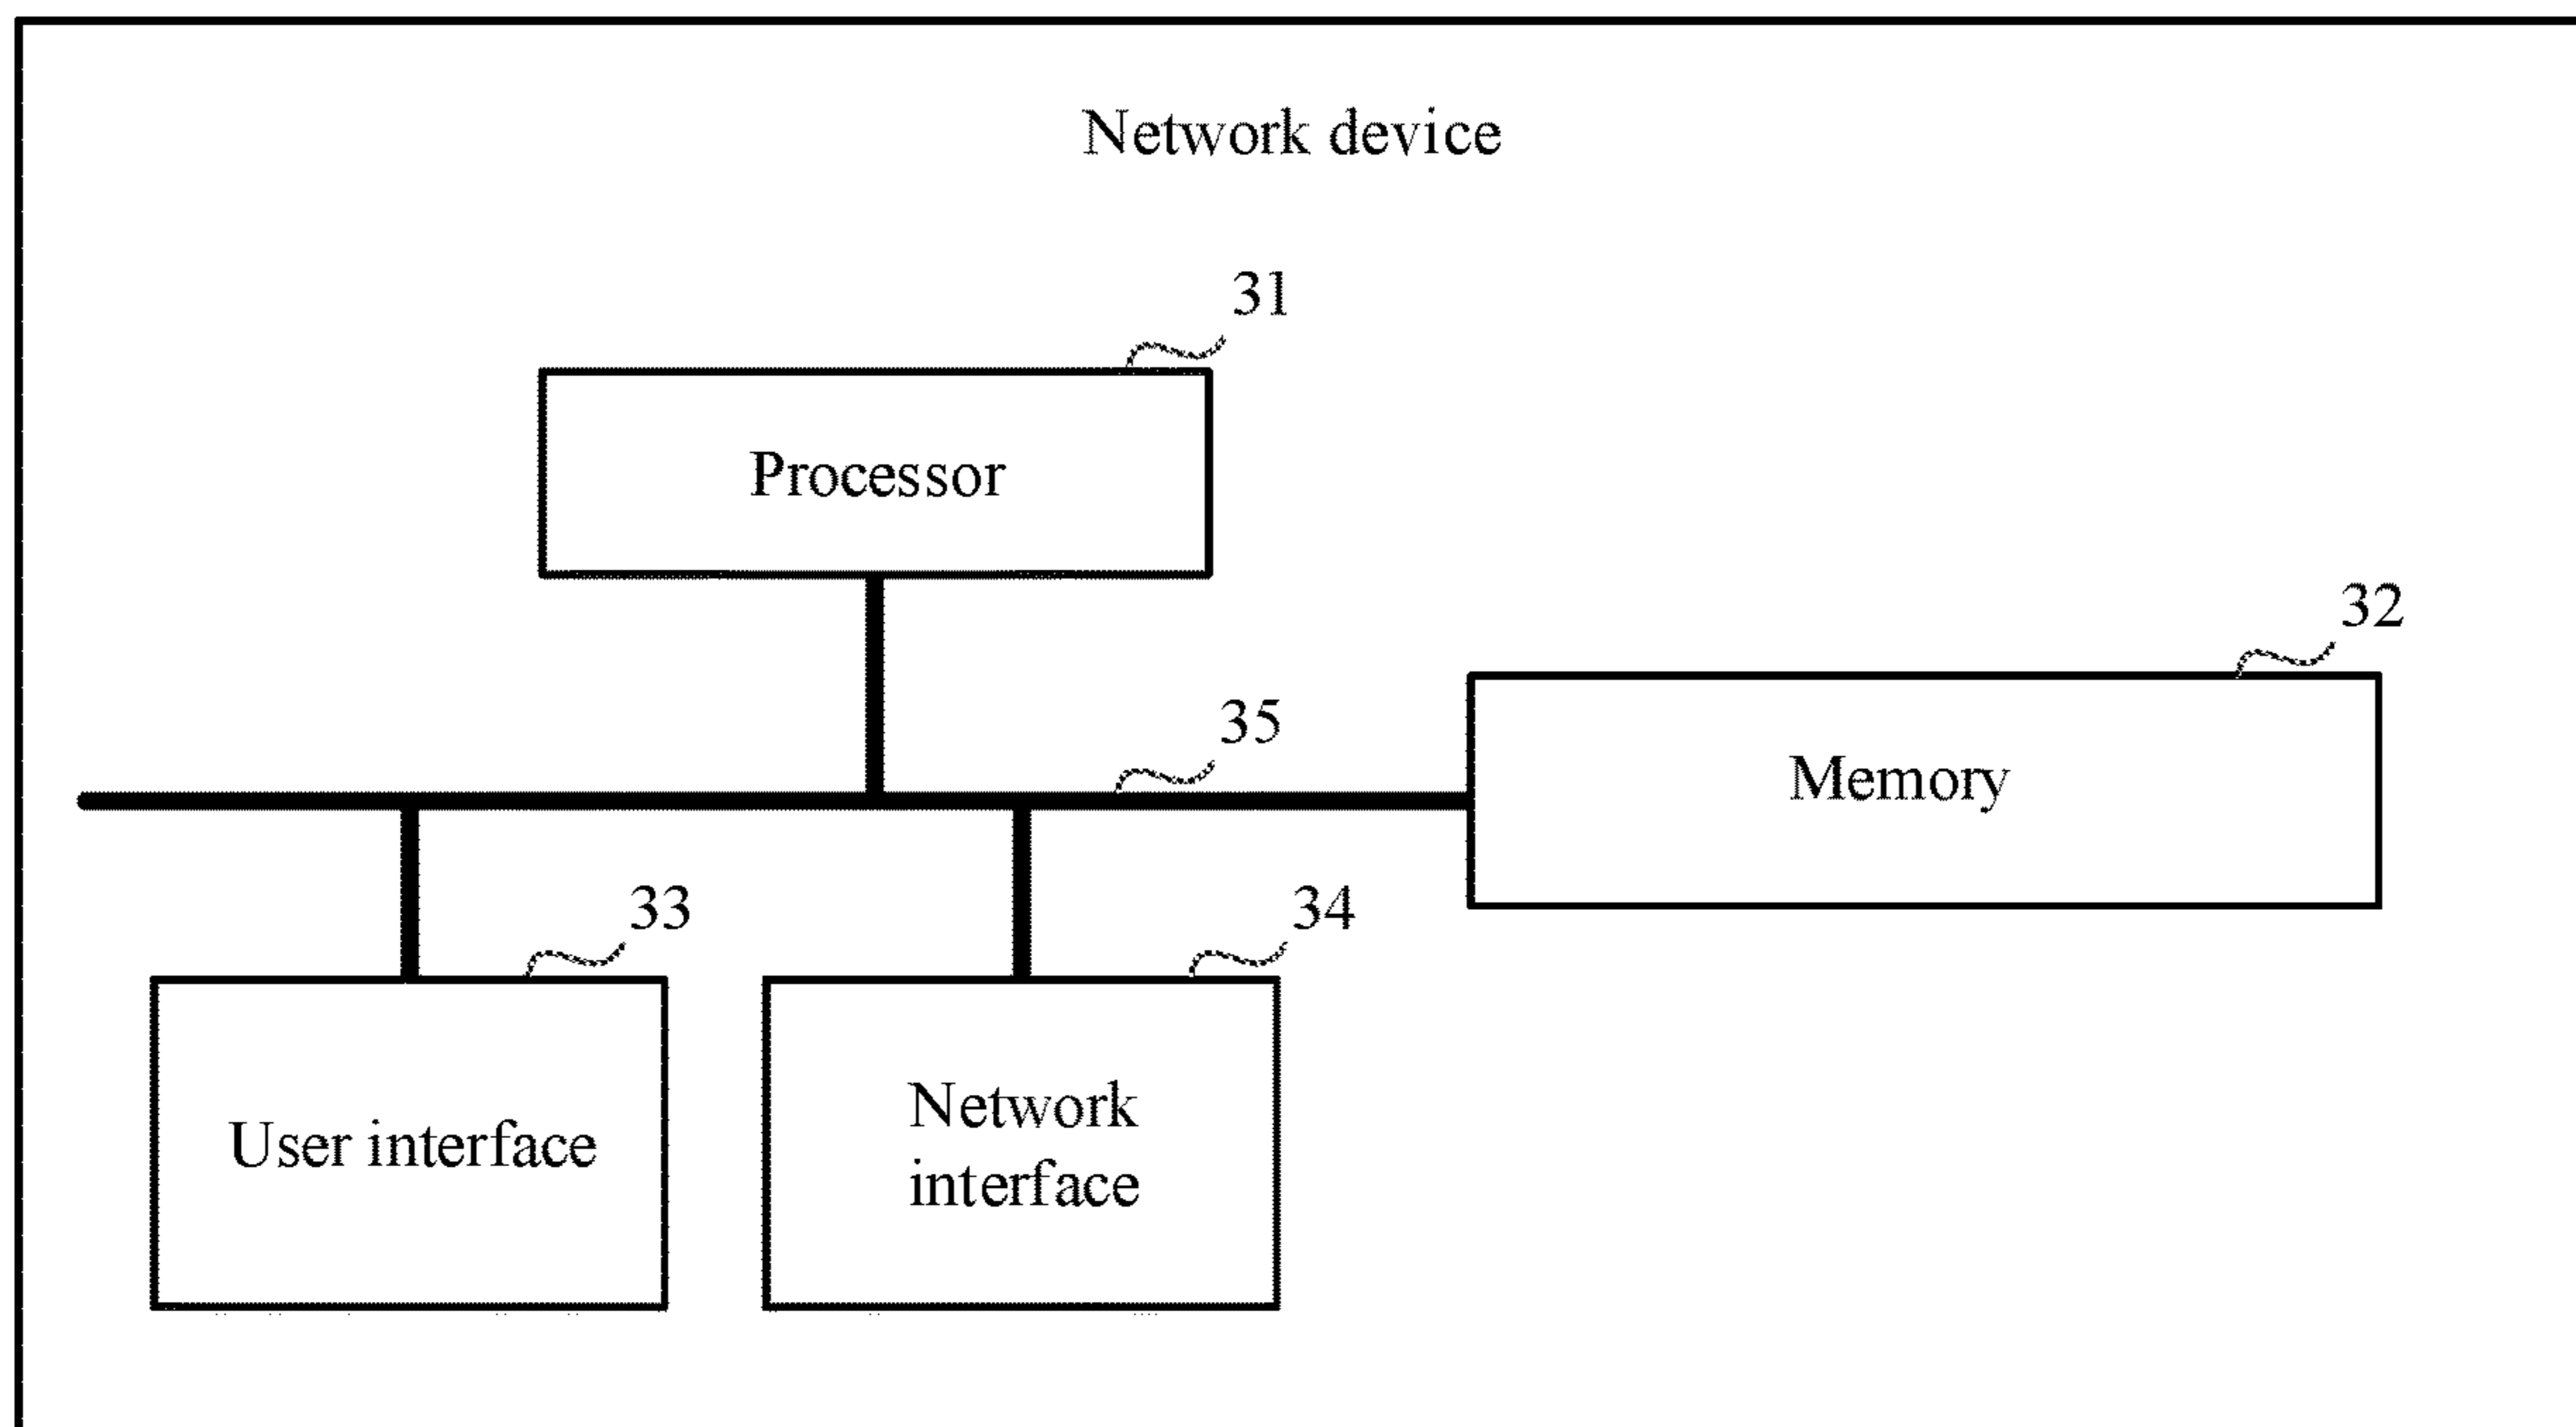 Network device
31
Processor
32
35
Memory
33
34
User interface
Network
interface